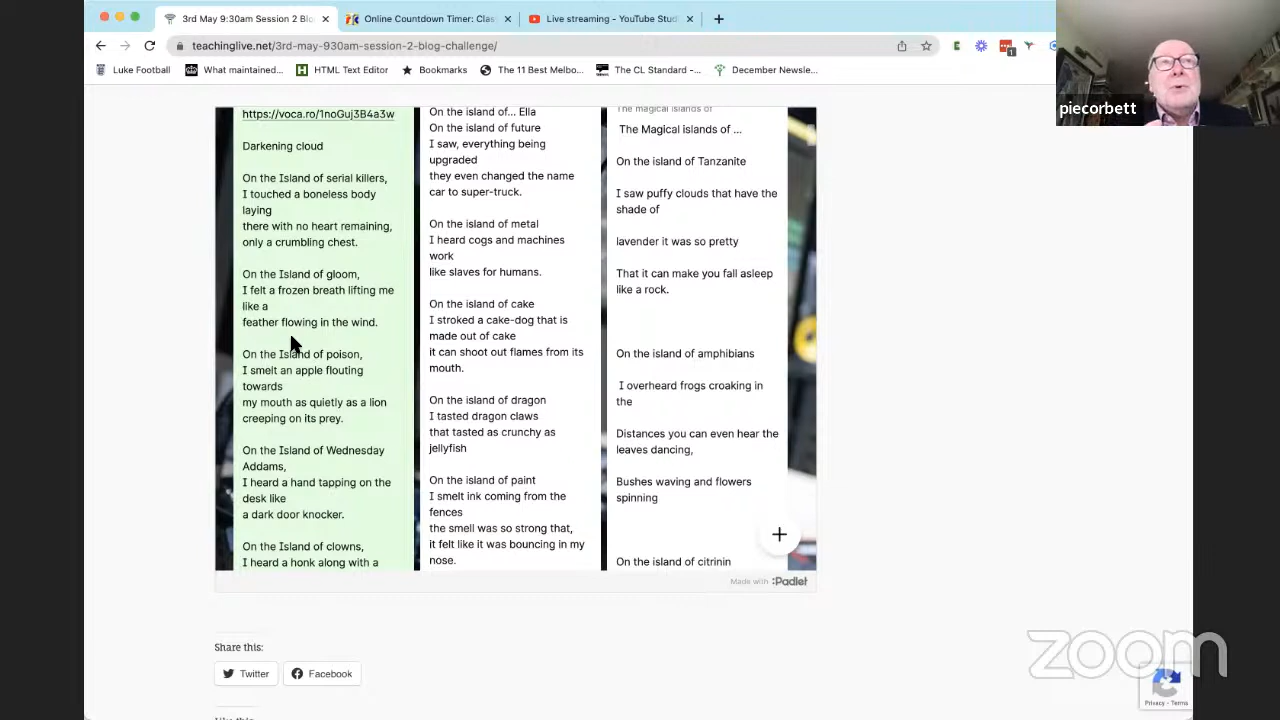 3rd May 9:30am Session 2 Blo
Online Countdown Timer: Clas
Live streaming - YouTube Stud
teachinglive.net/3rd-may-930am-session-2-blog-challenge/
1
Luke Football
What maintained...
HTML Text Editor
Bookmarks
The 11 Best Melbo...
The CL Standard -...
December Newsle...
piecorbett
https://voca.ro/1noGuj3B4a3w
Darkening cloud
On the Island of serial killers,
I touched a boneless body
laying
there with no heart remaining,
only a crumbling chest.
On the Island of gloom,
I felt a frozen breath lifting me
like a
feather flowing in the wind.
On the Island of poison,
I smelt an apple flouting
towards
my mouth as quietly as a lion
creeping on its prey.
On the Island of Wednesday
Addams,
I heard a hand tapping on the
desk like
a dark door knocker.
On the Island of clowns,
I heard a honk along with a
On the island of... Ella
On the island of future
I saw, everything being
upgraded
they even changed the name
car to super-truck.
On the island of metal
I heard cogs and machines
work
like slaves for humans.
On the island of cake
I stroked a cake-dog that is
made out of cake
it can shoot out flames from its
mouth.
On the island of dragon
I tasted dragon claws
that tasted as crunchy as
jellyfish
On the island of paint
I smelt ink coming from the
fences
the smell was so strong that,
it felt like it was bouncing in my
nose.
The magical islands of
The Magical islands of ...
On the island of Tanzanite
I saw puffy clouds that have the
shade of
lavender it was so pretty
That it can make you fall asleep
like a rock.
On the island of amphibians
I overheard frogs croaking in
the
Distances you can even hear the
leaves dancing,
Bushes waving and flowers
spinning
On the island of citrinin
Made with :Padlet
Share this:
Twitter
Facebook
zoom
Privacy - Terms